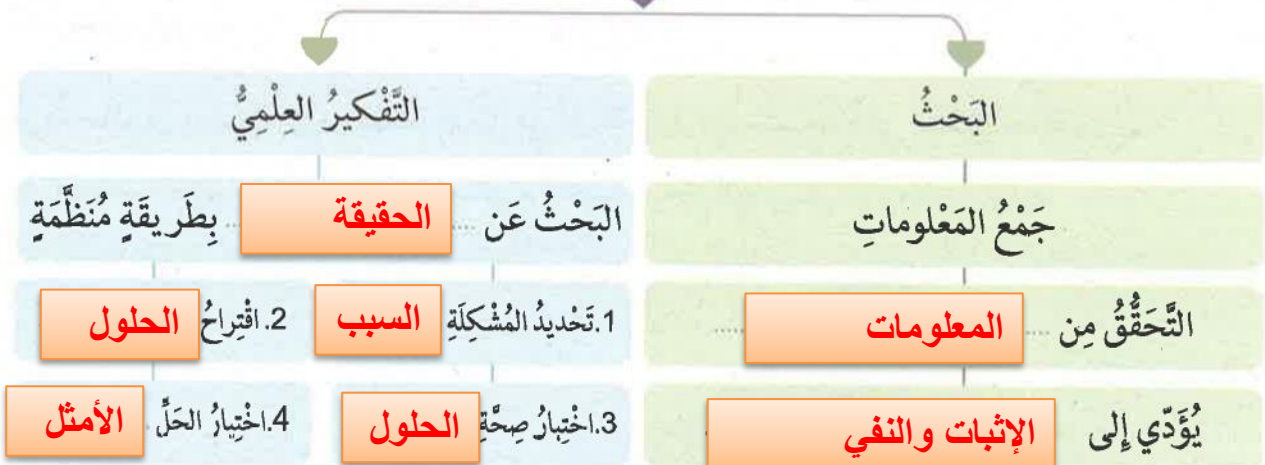 البَحْثُ
التَّفْكيرُ العِلْمِيُّ
جَمْعُ المَعْلوماتِ
البَحْثُ عَن ... الحقيقة .. بِطَريقَةٍ مُنَظَّمَةٍ
التَّحَقُّقُ مِن ... المعلومات ....
1.تَحْديدُ المُشْكِلَةِ السبب
2.اقْتِراحُ الحلول
يُؤَدّي إِلى الإثبات والنفي
3.اخْتِبارُ صِحَّةِ الحلول
4.اخْتِيارُ الحَلِّ الأمثل